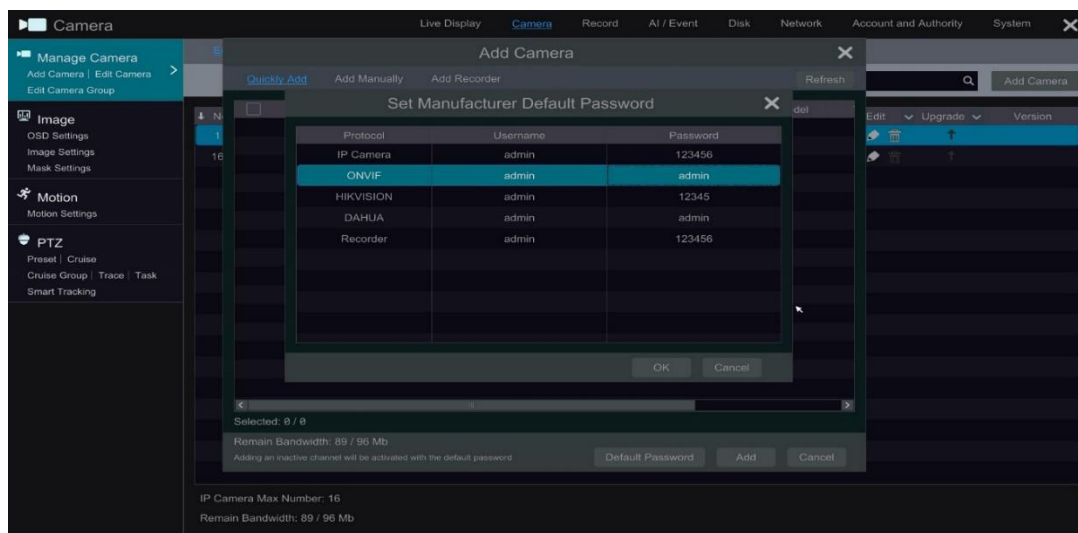 Camera
Live Display Camera Record AI / Event Disk Network Account and Authority System
Manage Camera
Add Camera | Edit Camera
Edit Camera Group
Image
OSD Settings
Image Settings
Mask Settings
Motion
Motion Settings
PTZ
Preset | Cruise
Cruise Group | Trace | Task
Smart Tracking
Add Camera
Add Camera
Quickly Add Add Manually Add Recorder Refresh
Edit Upgrade Version
1
16
Set Manufacturer Default Password
Protocol Username Password
IP Camera admin 123456
ONVIF admin admin
HIKVISION admin 12345
DAHUA admin admin
Recorder admin 123456
OK Cancel
Selected: 0 / 0
Remain Bandwidth: 89 / 96 Mb
Adding an inactive channel will be activated with the default password
Default Password Add Cancel
IP Camera Max Number: 16
Remain Bandwidth: 89 / 96 Mb